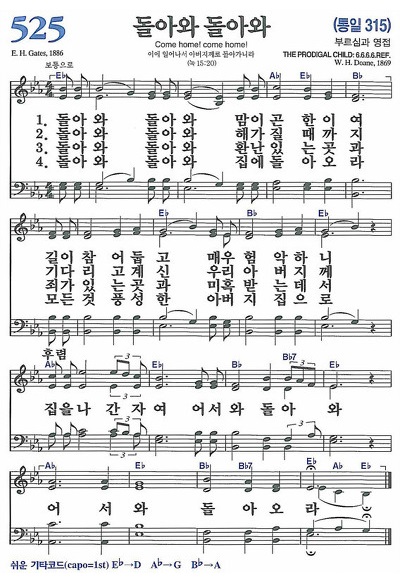 525
돌아와 돌아와
(통일 315)
Come home! come home!
부르심과 영접
E. H. Gates, 1886
이에 일어나서 아버지께로 돌아가니라
THE PRODIGAL CHILD: 6.6.6.6.REF.
보통으로
(눅 15:20)
W. H. Doane, 1869
E♭ A♭ E♭
1. 돌아와 돌아와 맘이곤한이여
2. 돌아와 돌아와 해가질때까지
3. 돌아와 돌아와 환난있는곳과
4. 돌아와 돌아와 집에돌아오라
E♭ B♭ E♭ B♭
길이참어둡고 매우험악하니
기다리고계신 우리아버지께
죄가있는곳과 미혹받는데서
모든것풍성한 아버지집으로
후렴
A♭ E♭ B♭7 E♭
3 3
집을나간자여 어서와돌아와
3 3
A♭ E♭ B♭ B♭7 E♭ A♭ E♭
어서와돌아오라
쉬운 기타코드(capo=1st) E♭→D A♭→G B♭→A